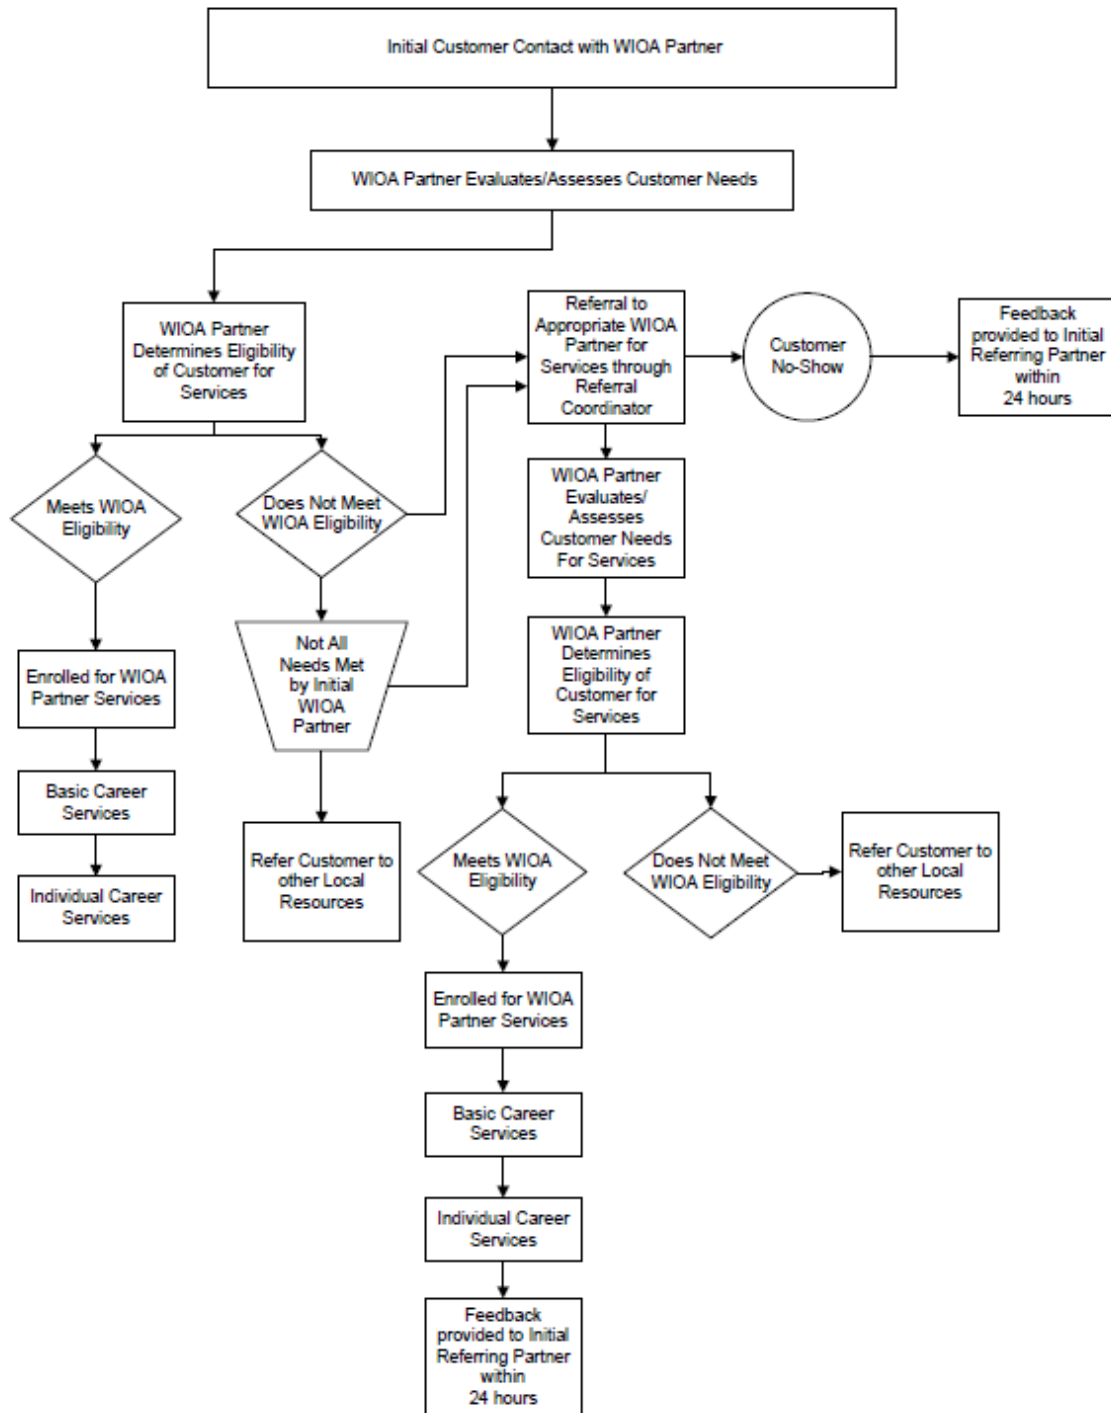 Initial Customer Contact with WIOA Partner
WIOA Partner Evaluates/Assesses Customer Needs
WIOA Partner
Determines Eligibility
of Customer for
Services
Referral to
Appropriate WIOA
Partner for
Services through
Referral
Coordinator
Customer
No-Show
Feedback
provided to Initial
Referring Partner
within
24 hours
Meets WIOA
Eligibility
Does Not Meet
WIOA Eligibility
WIOA Partner
Evaluates/
Assesses
Customer Needs
For Services
Not All
Needs Met
by Initial
WIOA
Partner
WIOA Partner
Determines
Eligibility of
Customer for
Services
Enrolled for WIOA
Partner Services
Basic Career
Services
Individual Career
Services
Refer Customer to
other Local
Resources
Meets WIOA
Eligibility
Does Not Meet
WIOA Eligibility
Refer Customer to
other Local
Resources
Enrolled for WIOA
Partner Services
Basic Career
Services
Individual Career
Services
Feedback
provided to Initial
Referring Partner
within
24 hours